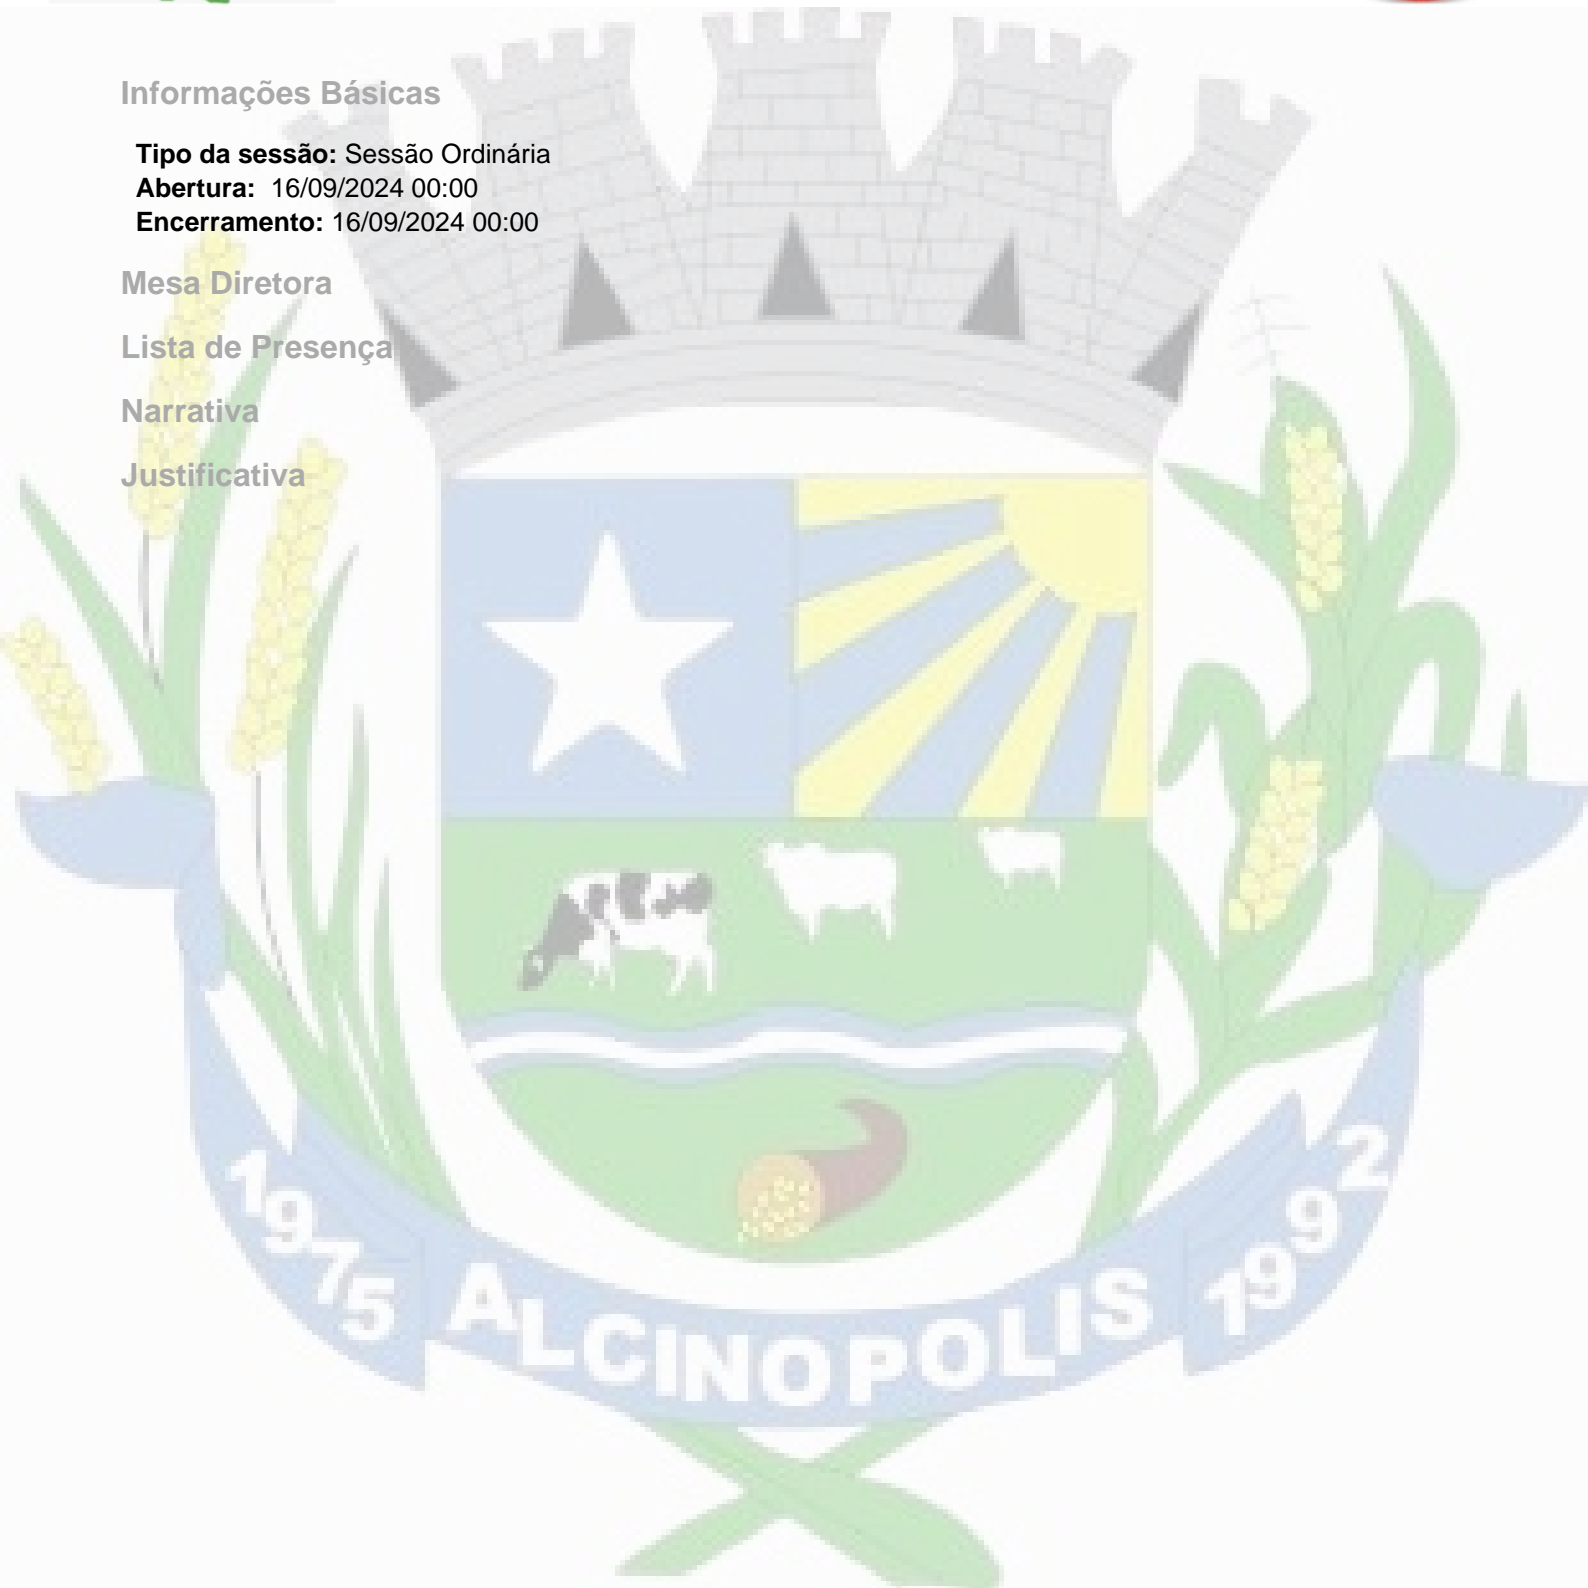 Informações Básicas
Tipo da sessão: Sessão Ordinária
Abertura: 16/09/2024 00:00
Encerramento: 16/09/2024 00:00
Mesa Diretora
Lista de Presença
Narrativa
Justificativa
1975 ALCINOPOLIS 1992